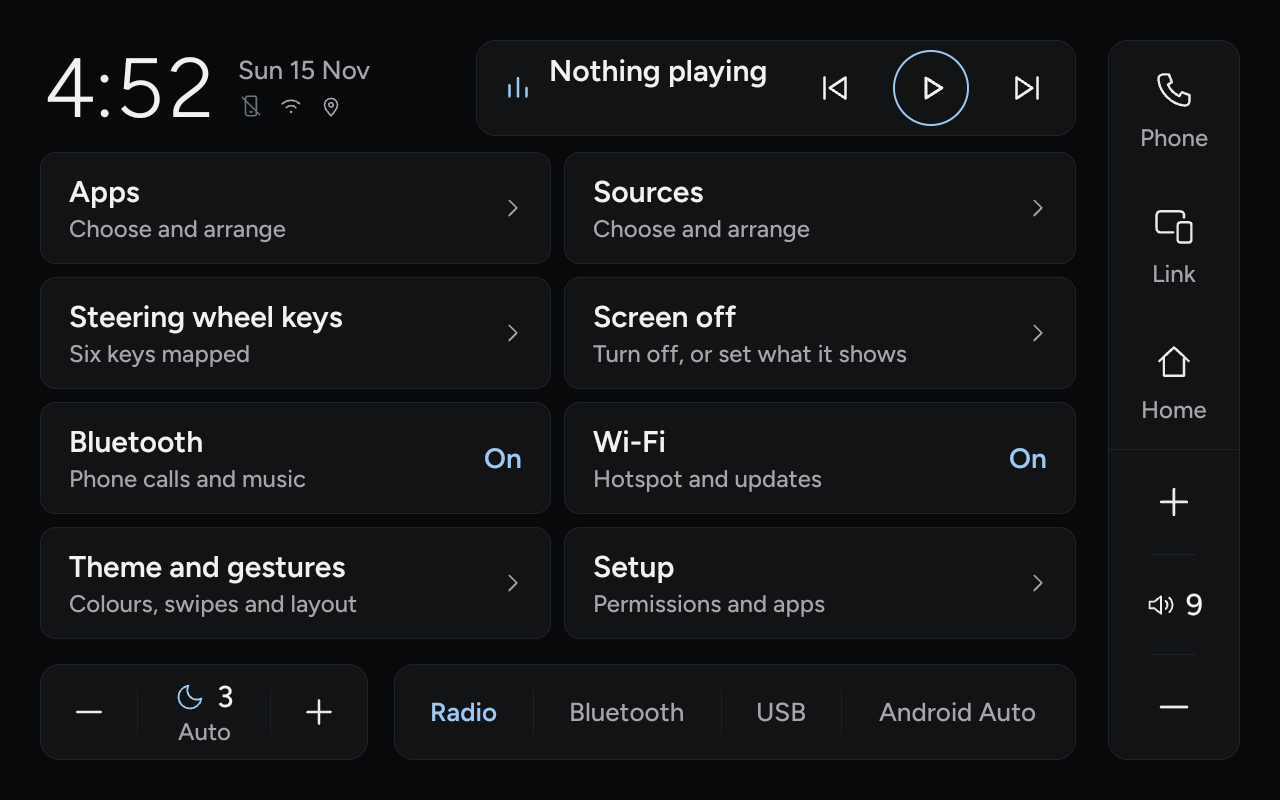 4:52
Sun 15 Nov
Nothing playing
Phone
Apps
Choose and arrange
Sources
Choose and arrange
Link
Steering wheel keys
Six keys mapped
Screen off
Turn off, or set what it shows
Home
Bluetooth
Phone calls and music
On
Wi-Fi
Hotspot and updates
On
Theme and gestures
Colours, swipes and layout
Setup
Permissions and apps
9
3
Auto
Radio
Bluetooth
USB
Android Auto